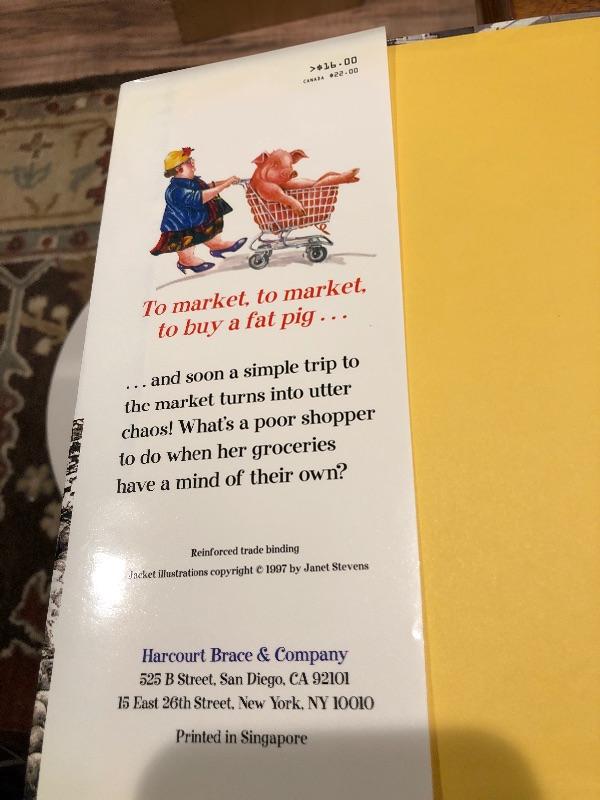 >$16.00
CANADA $22.00
To market, to market,
to buy a fat pig . . .
. . . and soon a simple trip to
the market turns into utter
chaos! What's a poor shopper
to do when her groceries
have a mind of their own?
Reinforced trade binding
Jacket illustrations copyright © 1997 by Janet Stevens
Harcourt Brace & Company
525 B Street, San Diego, CA 92101
15 East 26th Street, New York, NY 10010
Printed in Singapore